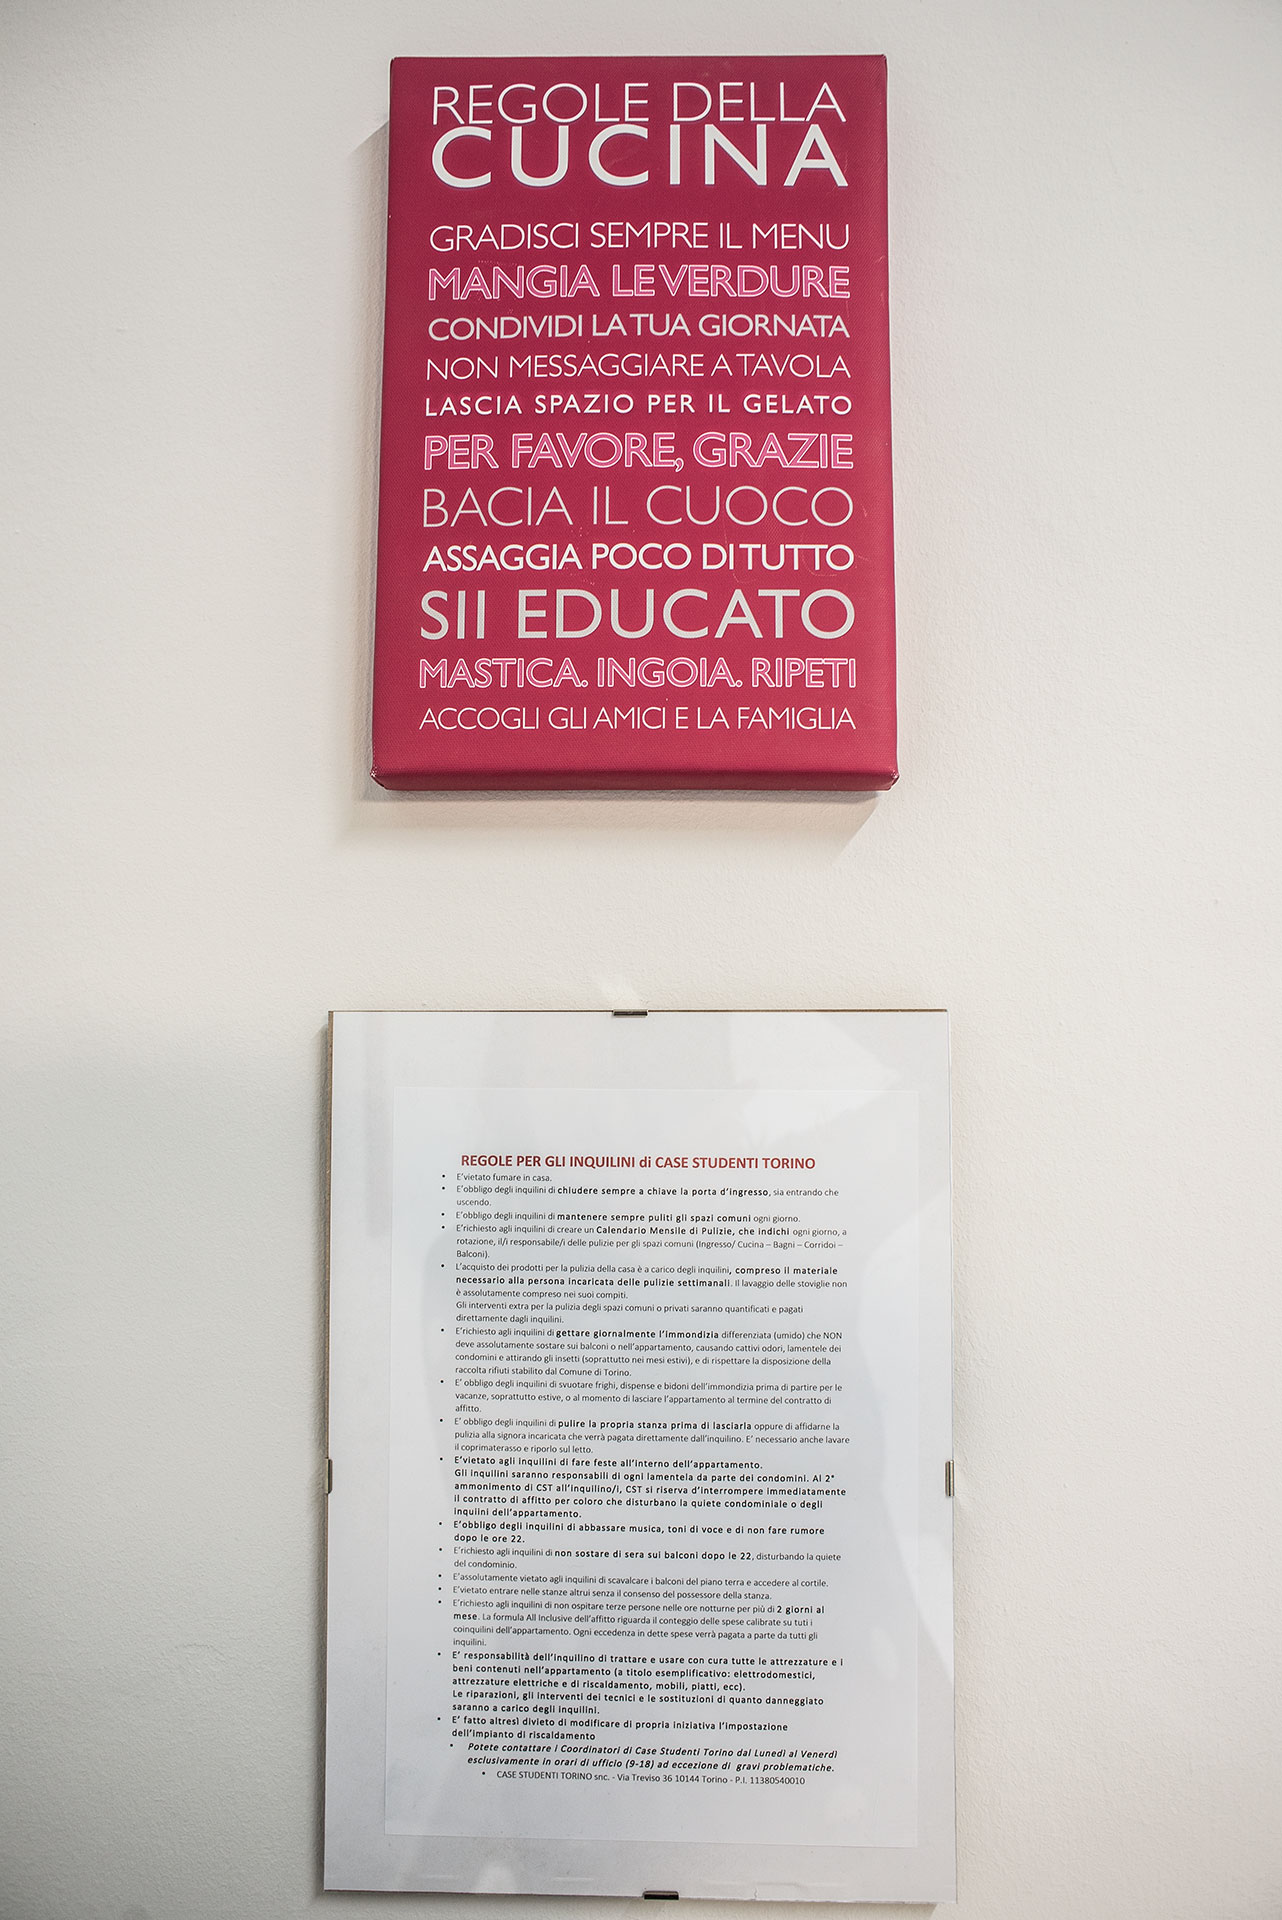 REGOLE DELLA
CUCINA
GRADISCI SEMPRE IL MENU
MANGIA LE VERDURE
CONDIVIDI LA TUA GIORNATA
NON MESSAGGIARE A TAVOLA
LASCIA SPAZIO PER IL GELATO
PER FAVORE, GRAZIE
BACIA IL CUOCO
ASSAGGIA POCO DI TUTTO
SII EDUCATO
MASTICA. INGOIA. RIPETI
ACCOGLI GLI AMICI E LA FAMIGLIA
REGOLE PER GLI INQUILINI di CASE STUDENTI TORINO
• E'vietato fumare in casa.
• E'obbligo degli inquilini di chiudere sempre a chiave la porta d'ingresso, sia entrando che
uscendo.
• E'obbligo degli inquilini di mantenere sempre puliti gli spazi comuni ogni giorno.
• E'richiesto agli inquilini di creare un Calendario Mensile di Pulizie, che indichi ogni giorno, a
rotazione, il/i responsabile/i delle pulizie per gli spazi comuni (Ingresso/ Cucina – Bagni – Corridoi –
Balconi).
• L'acquisto dei prodotti per la pulizia della casa è a carico degli inquilini, compreso il materiale
necessario alla persona incaricata delle pulizie settimanali. Il lavaggio delle stoviglie non
è assolutamente compreso nei suoi compiti.
Gli interventi extra per la pulizia degli spazi comuni o privati saranno quantificati e pagati
direttamente dagli inquilini.
• E'richiesto agli inquilini di gettare giornalmente l'immondizia differenziata (umido) che NON
deve assolutamente sostare sui balconi o nell'appartamento, causando cattivi odori, lamentele dei
condomini e attirando gli insetti (soprattutto nei mesi estivi), e di rispettare la disposizione della
raccolta rifiuti stabilito dal Comune di Torino.
• E' obbligo degli inquilini di svuotare frighi, dispense e bidoni dell'immondizia prima di partire per le
vacanze, soprattutto estive, o al momento di lasciare l'appartamento al termine del contratto di
affitto.
• E' obbligo degli inquilini di pulire la propria stanza prima di lasciarla oppure di affidarne la
pulizia alla signora incaricata che verrà pagata direttamente dall'inquilino. E' necessario anche lavare
il coprimaterasso e riporlo sul letto.
• E'vietato agli inquilini di fare feste all'interno dell'appartamento.
Gli inquilini saranno responsabili di ogni lamentela da parte dei condomini. Al 2°
ammonimento di CST all'inquilino/i, CST si riserva d'interrompere immediatamente
il contratto di affitto per coloro che disturbano la quiete condominiale o degli
inquiini dell'appartamento.
• E'obbligo degli inquilini di abbassare musica, toni di voce e di non fare rumore
dopo le ore 22.
• E'richiesto agli inquilini di non sostare di sera sui balconi dopo le 22, disturbando la quiete
del condominio.
• E'assolutamente vietato agli inquilini di scavalcare i balconi del piano terra e accedere al cortile.
• E'vietato entrare nelle stanze altrui senza il consenso del possessore della stanza.
• E'richiesto agli inquilini di non ospitare terze persone nelle ore notturne per più di 2 giorni al
mese. La formula All Inclusive dell'affitto riguarda il conteggio delle spese calibrate su tuti i
coinquilini dell'appartamento. Ogni eccedenza in dette spese verrà pagata a parte da tutti gli
inquilini.
• E' responsabilità dell'inquilino di trattare e usare con cura tutte le attrezzature e i
beni contenuti nell'appartamento (a titolo esemplificativo: elettrodomestici,
attrezzature elettriche e di riscaldamento, mobili, piatti, ecc).
Le riparazioni, gli interventi dei tecnici e le sostituzioni di quanto danneggiato
saranno a carico degli inquilini.
• E' fatto altresì divieto di modificare di propria iniziativa l'impostazione
dell'impianto di riscaldamento
• Potete contattare i Coordinatori di Case Studenti Torino dal Lunedì al Venerdì
esclusivamente in orari di ufficio (9-18) ad eccezione di gravi problematiche.
• CASE STUDENTI TORINO snc. - Via Treviso 36 10144 Torino - P.I. 11380540010